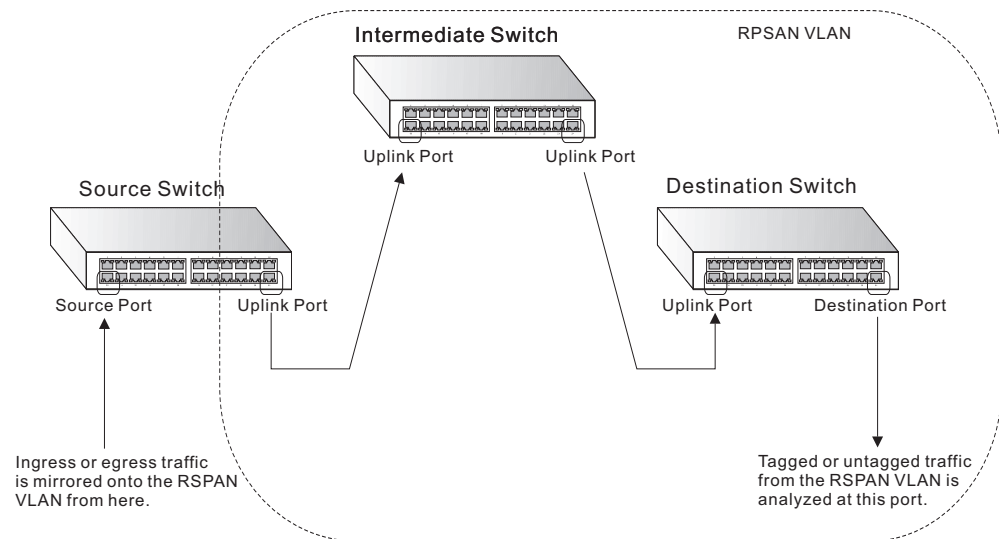 Intermediate Switch
RPSAN VLAN
Uplink Port
Uplink Port
Source Switch
Destination Switch
Source Port
Uplink Port
Uplink Port
Destination Port
Ingress or egress traffic
is mirrored onto the RSPAN
VLAN from here.
Tagged or untagged traffic
from the RSPAN VLAN is
analyzed at this port.